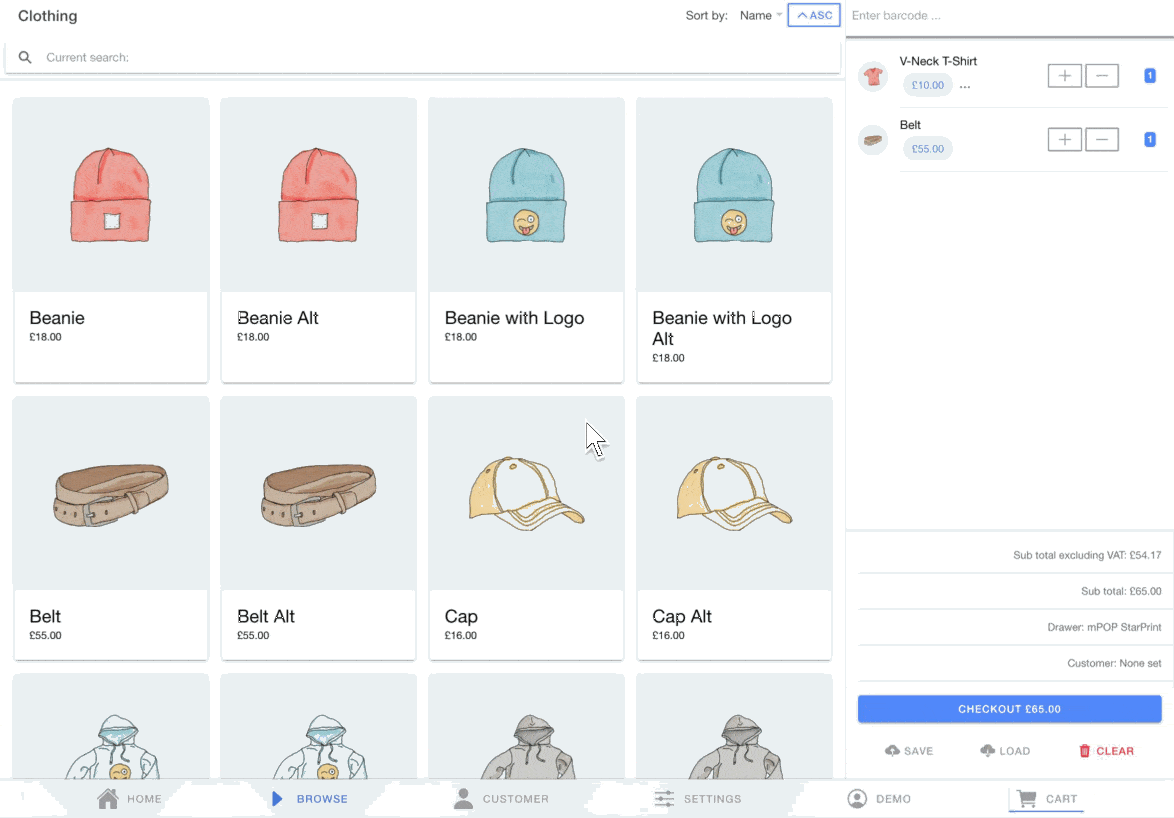 Clothing
Sort by: Name ASC
Current search:
Beanie
£18.00
Beanie Alt
£18.00
Beanie with Logo
£18.00
Beanie with Logo
Alt
£18.00
Belt
£55.00
Belt Alt
£55.00
Cap
£16.00
Cap Alt
£16.00
Enter barcode ...
V-Neck T-Shirt
£10.00 ...
1
Belt
£55.00
1
Sub total excluding VAT: £54.17
Sub total: £65.00
Drawer: mPOP StarPrint
Customer: None set
CHECKOUT £65.00
SAVE LOAD CLEAR
HOME BROWSE CUSTOMER SETTINGS DEMO CART